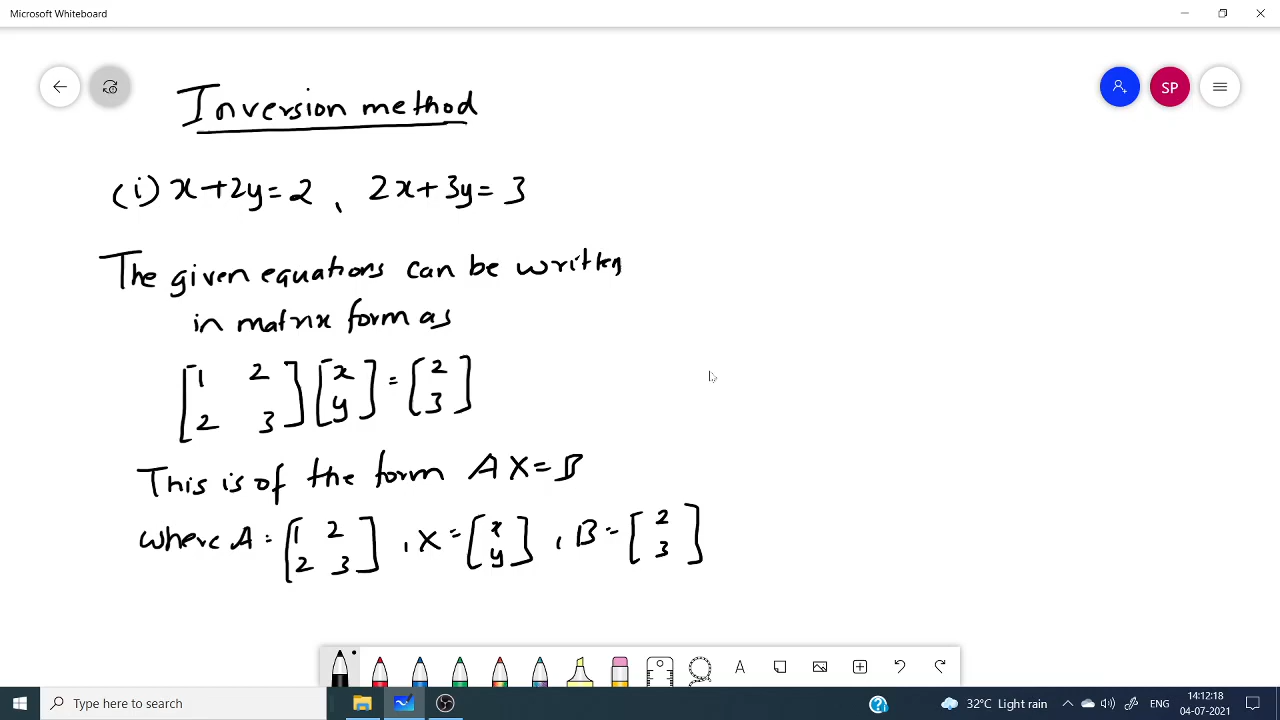 Microsoft Whiteboard
SP
Inversion method
(i) x+2y=2 , 2x+3y=3
The given equations can be written
in matrix form as
[1 2
2 3] [x
y] = [2
3]
This is of the form AX=B
where A = [1 2
2 3] , X = [x
y] , B = [2
3]
A
Type here to search
32°C Light rain
ENG
14:12:18
04-07-2021